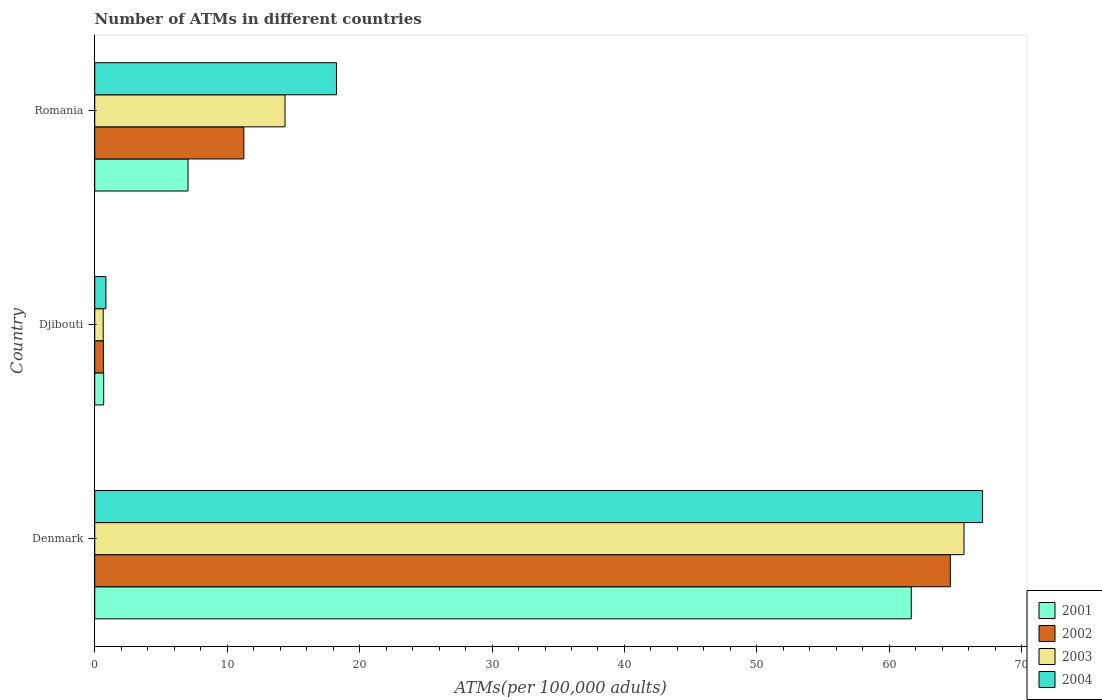 Number of ATMs in different countries
Romania
Djibouti
Denmark
Country
0
10
20
30
40
50
60
70
ATMs(per 100,000 adults)
2001
2002
2003
2004